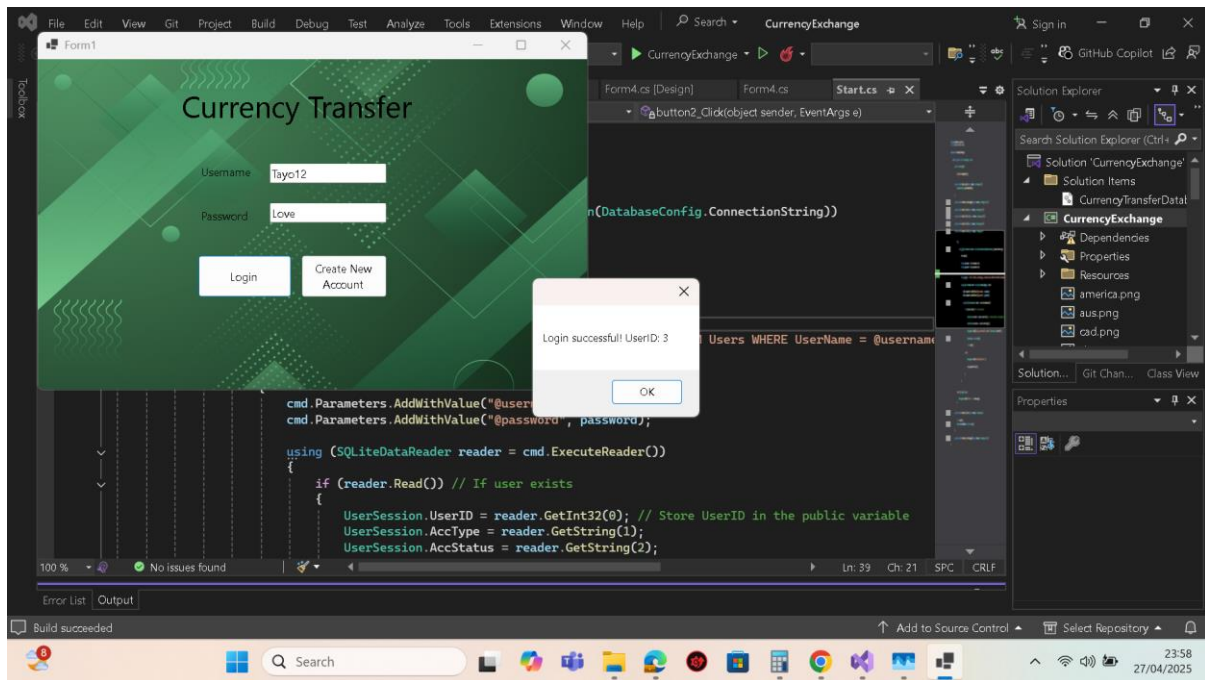 File Edit View Git Project Build Debug Test Analyze Tools Extensions Window Help Search CurrencyExchange Sign in
Form1
CurrencyExchange
GitHub Copilot
Toolbox
Form4.cs [Design] Form4.cs Start.cs
button2_Click(object sender, EventArgs e)
Currency Transfer
Username Tayo12
Password Love
Login
Create New
Account
n(DatabaseConfig.ConnectionString))
Users WHERE UserName = @username
Login successful! UserID: 3
OK
cmd.Parameters.AddWithValue("@user
cmd.Parameters.AddWithValue("@password", password);
using (SQLiteDataReader reader = cmd.ExecuteReader())
{
if (reader.Read()) // If user exists
{
UserSession.UserID = reader.GetInt32(0); // Store UserID in the public variable
UserSession.AccType = reader.GetString(1);
UserSession.AccStatus = reader.GetString(2);
100 % No issues found Ln: 39 Ch: 21 SPC CRLF
Error List Output
Solution Explorer
Search Solution Explorer (Ctrl+
Solution 'CurrencyExchange'
Solution Items
CurrencyTransferDatab
CurrencyExchange
Dependencies
Properties
Resources
america.png
aus.png
cad.png
Solution... Git Chan... Class View
Properties
Build succeeded Add to Source Control Select Repository
8
Search
23:58
27/04/2025